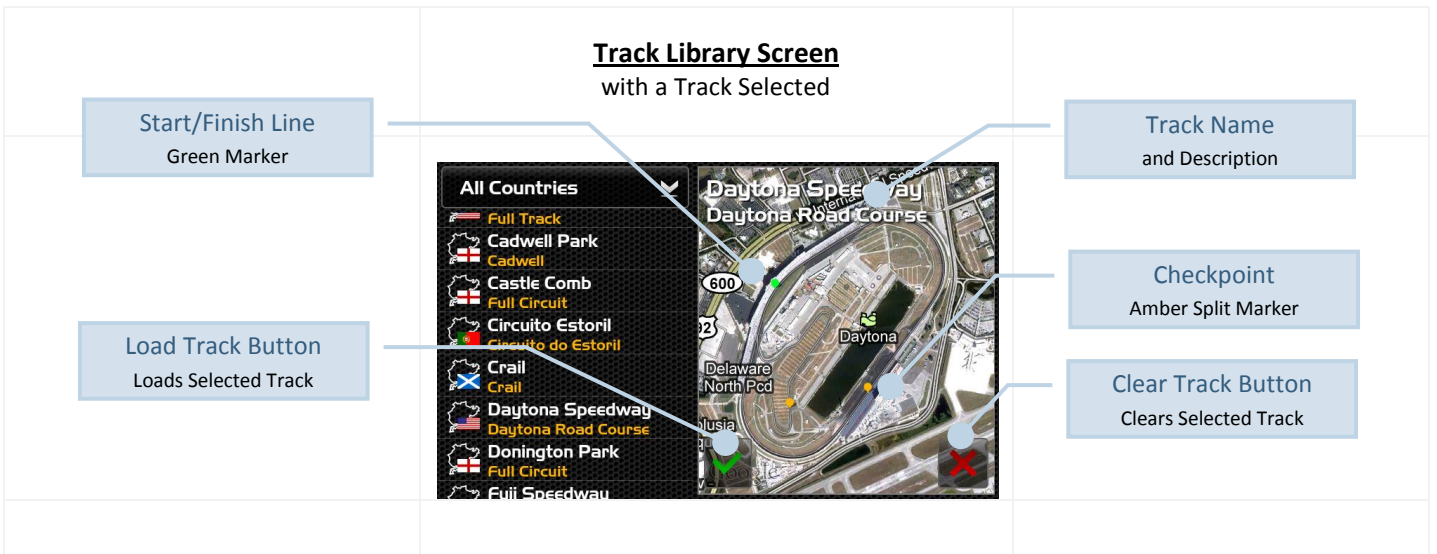 Track Library Screen
with a Track Selected
Start/Finish Line
Green Marker
Track Name
and Description
Checkpoint
Amber Split Marker
Load Track Button
Loads Selected Track
Clear Track Button
Clears Selected Track
All Countries
Full Track
Cadwell Park
Cadwell
Castle Comb
Full Circuit
Circuito Estoril
Circuito do Estoril
Crail
Crail
Daytona Speedway
Daytona Road Course
Donington Park
Full Circuit
Fuji Speedway
Daytona Speedway
Daytona Road Course
600
92
Daytona
Delaware
North Pcd